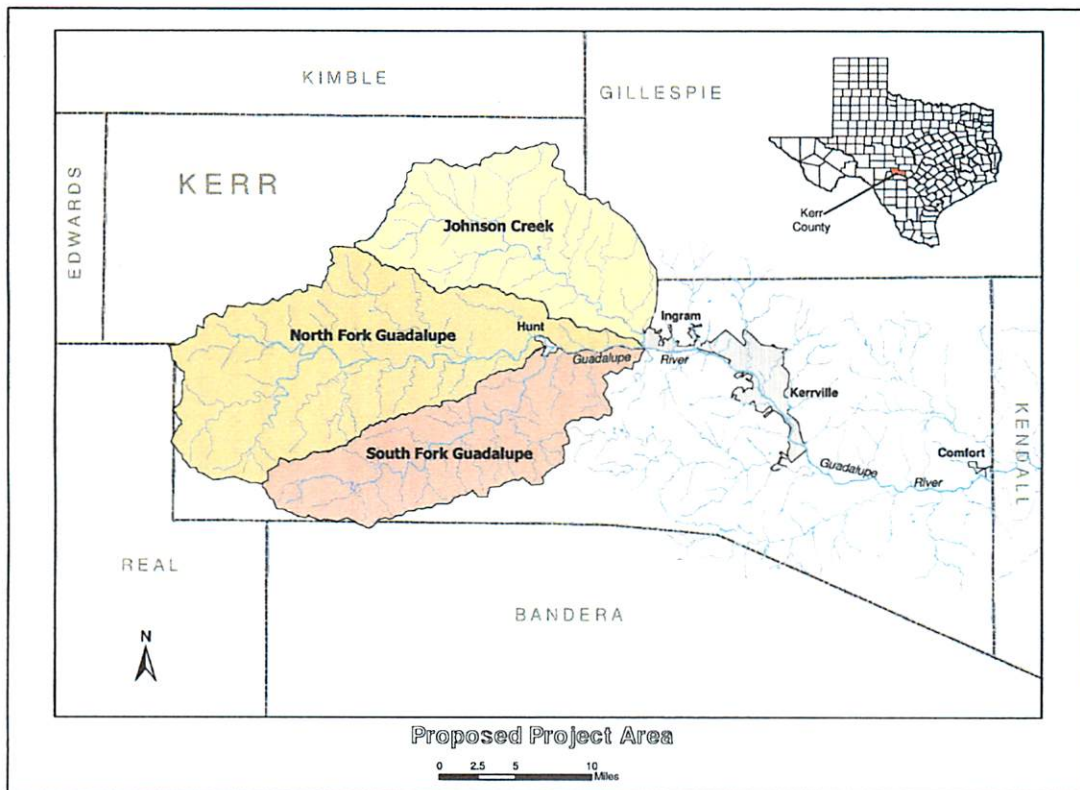 KIMBLE
GILLESPIE
EDWARDS
KERR
Kerr
County
Johnson Creek
North Fork Guadalupe
Hunt
Ingram
Guadalupe
River
Kerrville
South Fork Guadalupe
Guadalupe
River
Comfort
KENDALL
REAL
BANDERA
N
Proposed Project Area
0 2.5 5 10
Miles